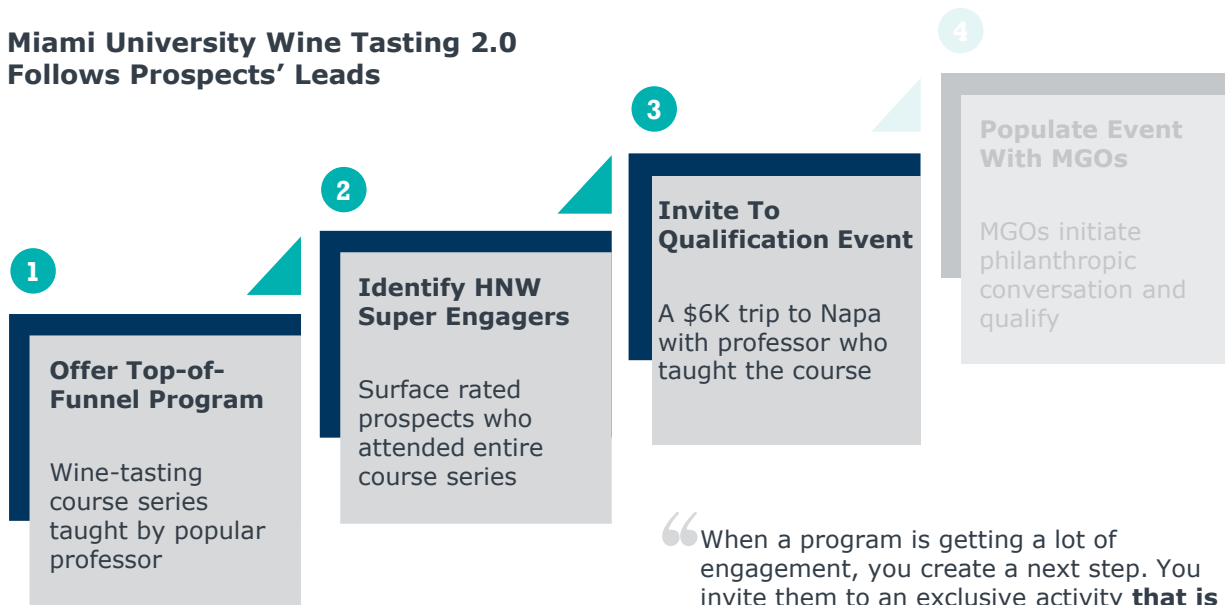 Miami University Wine Tasting 2.0
Follows Prospects’ Leads
1
Offer Top-of-
Funnel Program
Wine-tasting
course series
taught by popular
professor
2
Identify HNW
Super Engagers
Surface rated
prospects who
attended entire
course series
3
Invite To
Qualification Event
A $6K trip to Napa
with professor who
taught the course
4
Populate Event
With MGOs
MGOs initiate
philanthropic
conversation and
qualify
“When a program is getting a lot of
engagement, you create a next step. You
invite them to an exclusive activity that is